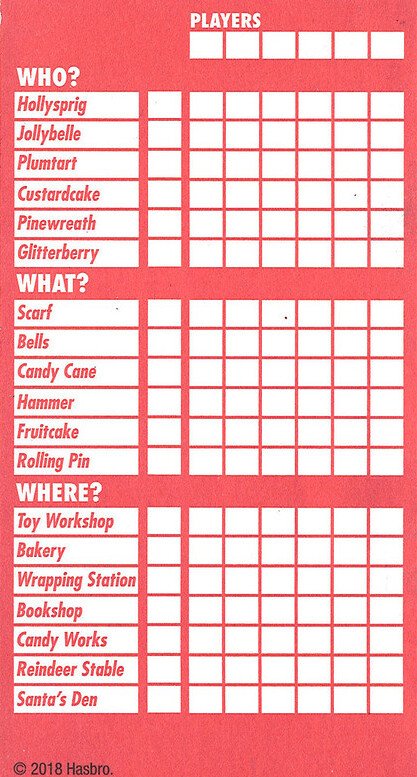 PLAYERS
WHO?
Hollysprig
Jollybelle
Plumtart
Custardcake
Pinewreath
Glitterberry
WHAT?
Scarf
Bells
Candy Cane
Hammer
Fruitcake
Rolling Pin
WHERE?
Toy Workshop
Bakery
Wrapping Station
Bookshop
Candy Works
Reindeer Stable
Santa's Den
© 2018 Hasbro.